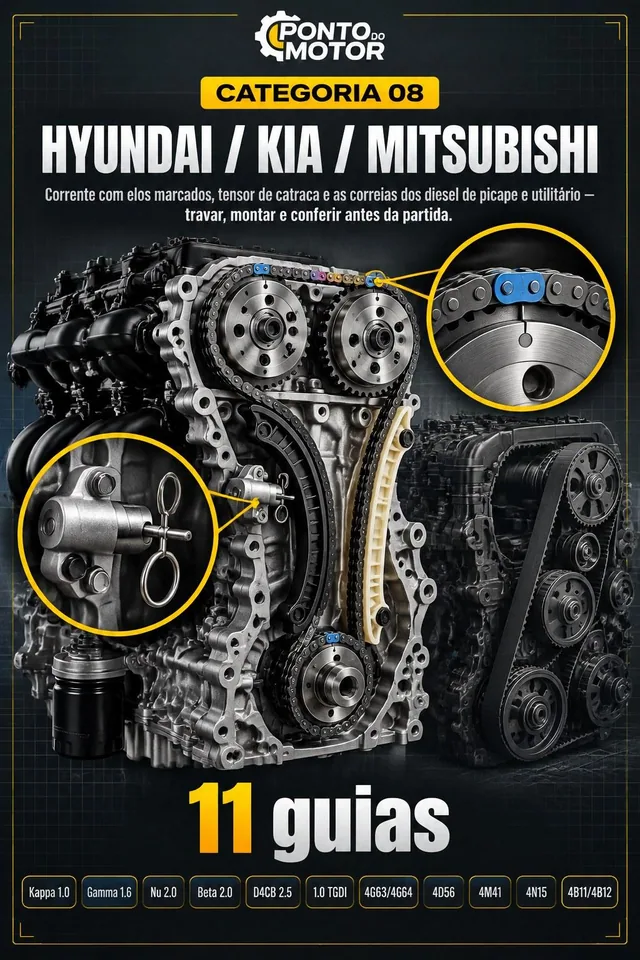 PONTO DO
MOTOR
CATEGORIA 08
HYUNDAI / KIA / MITSUBISHI
Corrente com elos marcados, tensor de catraca e as correias dos diesel de picape e utilitário –
travar, montar e conferir antes da partida.
11 guias
Kappa 1.0
Gamma 1.6
Nu 2.0
Beta 2.0
D4CB 2.5
1.0 TGDI
4G63/4G64
4D56
4M41
4N15
4B11/4B12